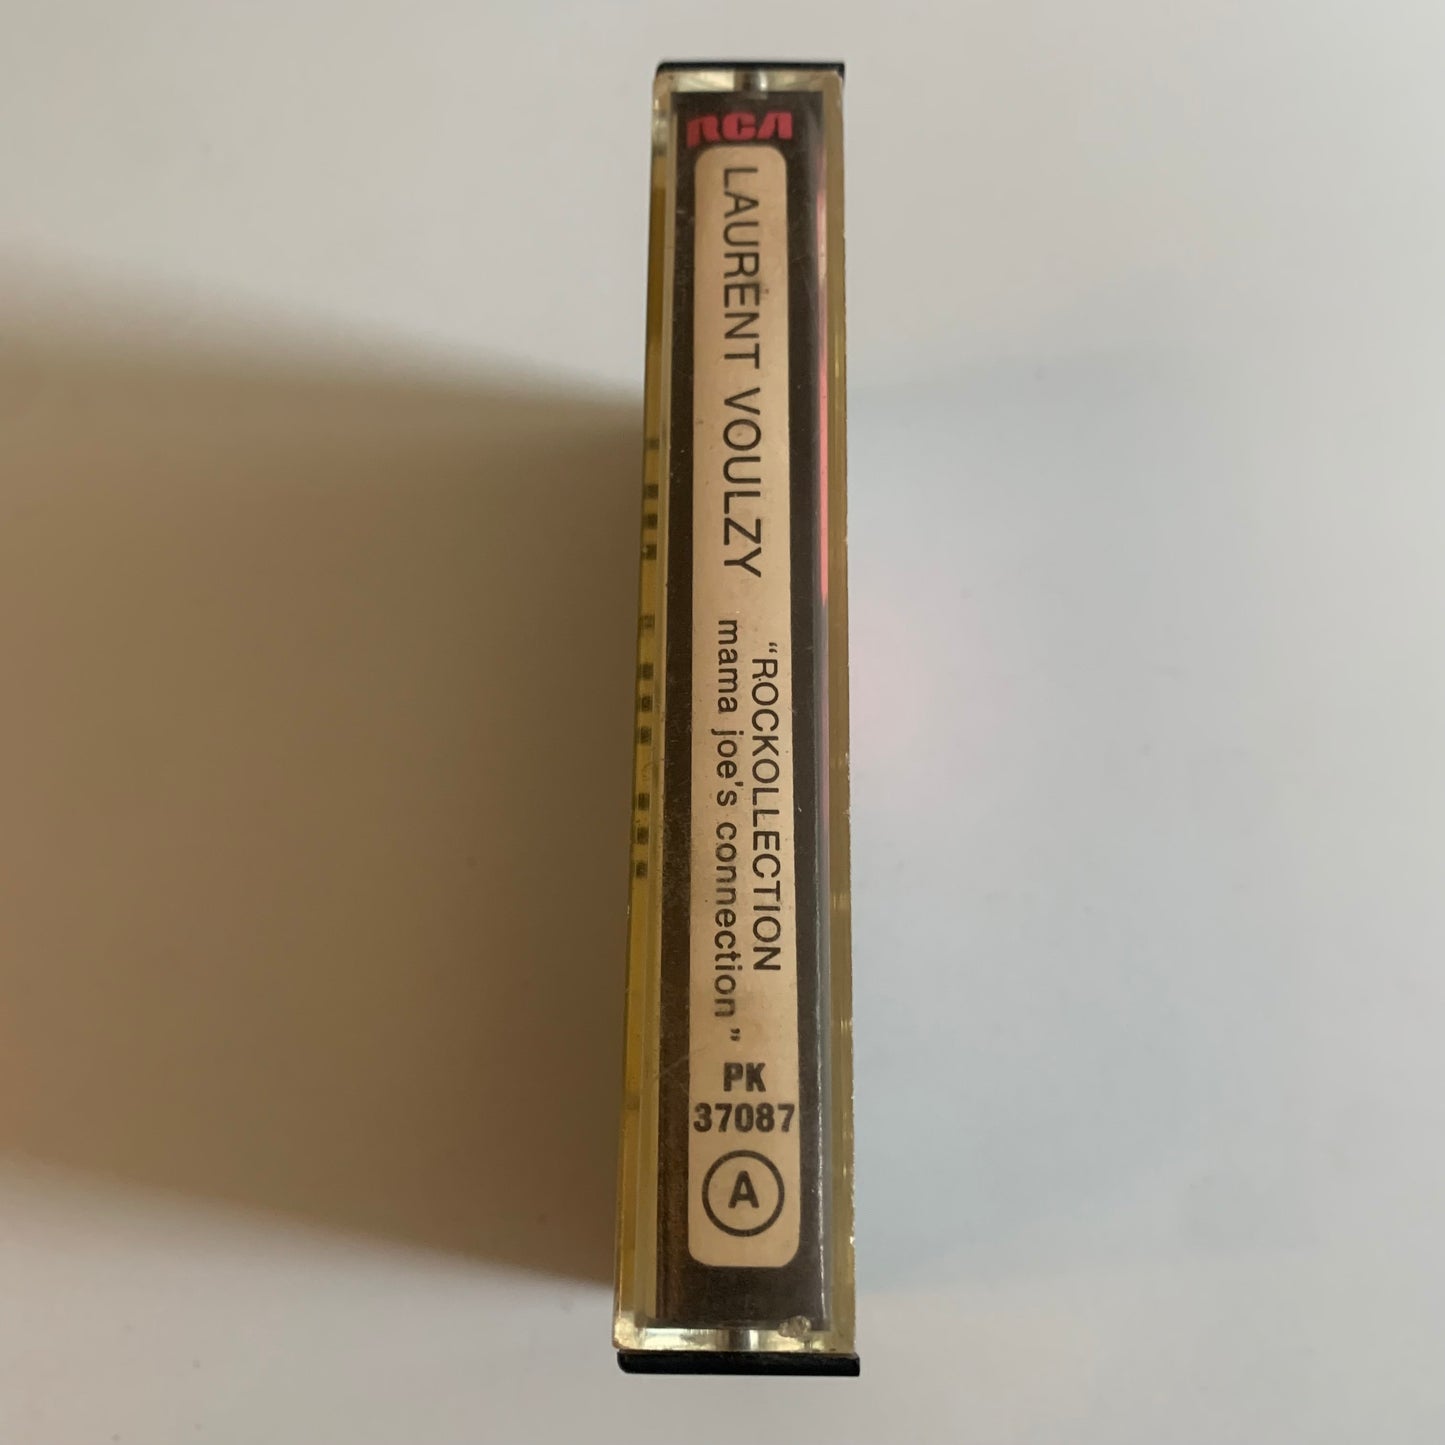 RCA
LAURENT VOULZY
"ROCKOLLECTION
mama joe's connection"
PK
37087
A